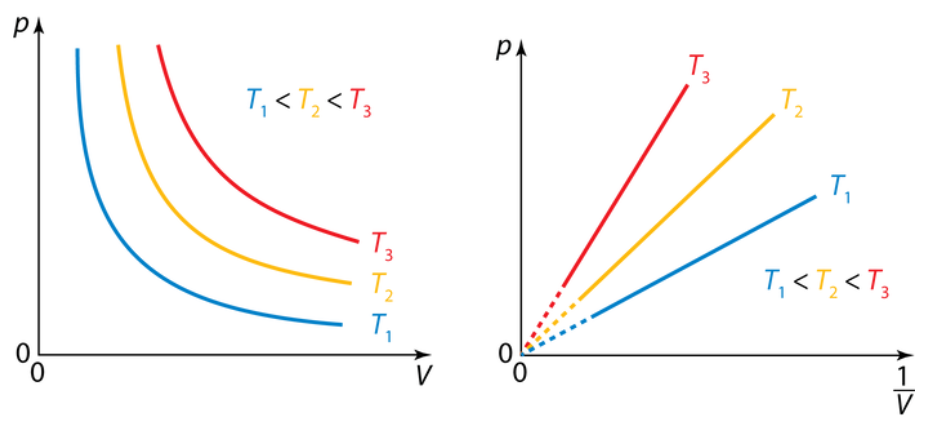 p
T₁ < T₂ < T₃
T₃
T₂
T₁
0
0
V
p
T₃
T₂
T₁
T₁ < T₂ < T₃
0
0
1
V